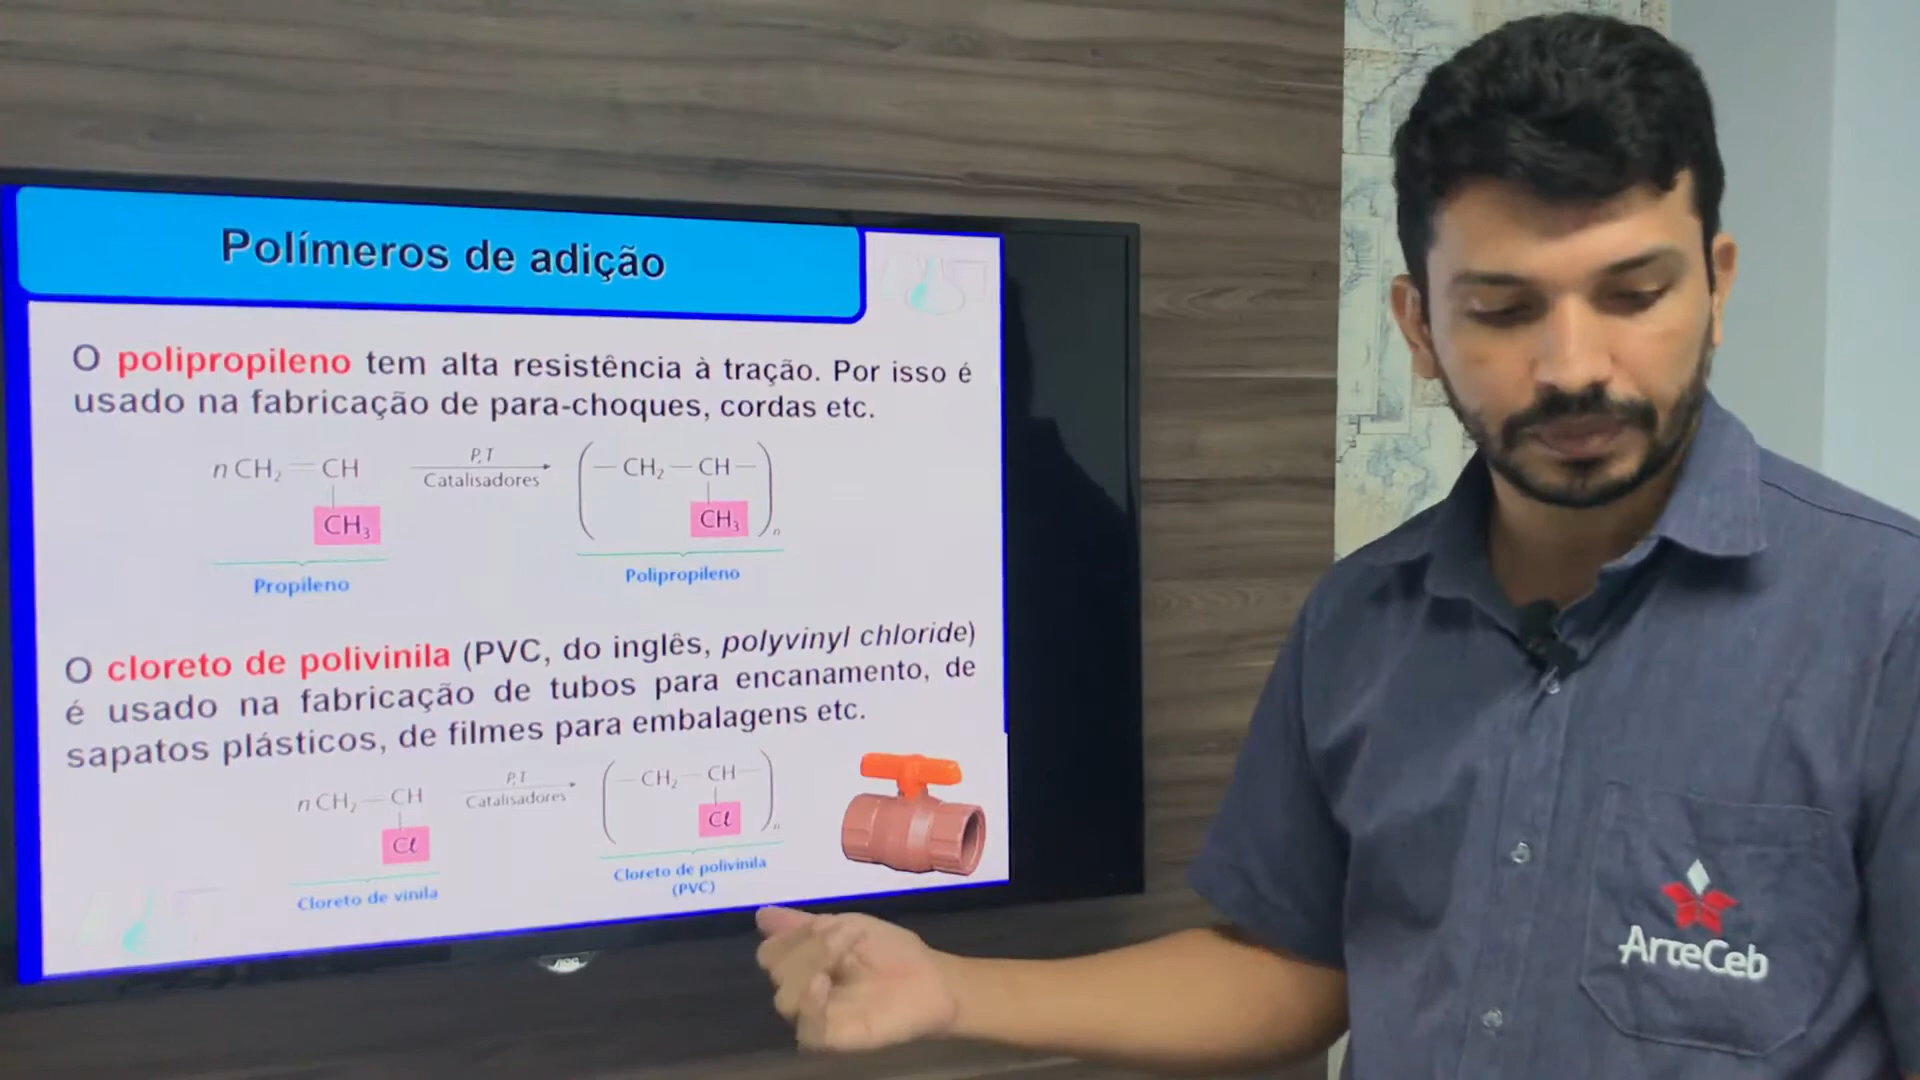 Polímeros de adição
O polipropileno tem alta resistência à tração. Por isso é
usado na fabricação de para-choques, cordas etc.
n CH₂ = CH
CH₃
P,T
Catalisadores
— CH₂ — CH —
CH₃
n
Propileno
Polipropileno
O cloreto de polivinila (PVC, do inglês, polyvinyl chloride)
é usado na fabricação de tubos para encanamento, de
sapatos plásticos, de filmes para embalagens etc.
n CH₂ — CH
Cl
P,T
Catalisadores
— CH₂ — CH —
Cl
n
Cloreto de vinila
Cloreto de polivinila
(PVC)
AOC
ArteCeb